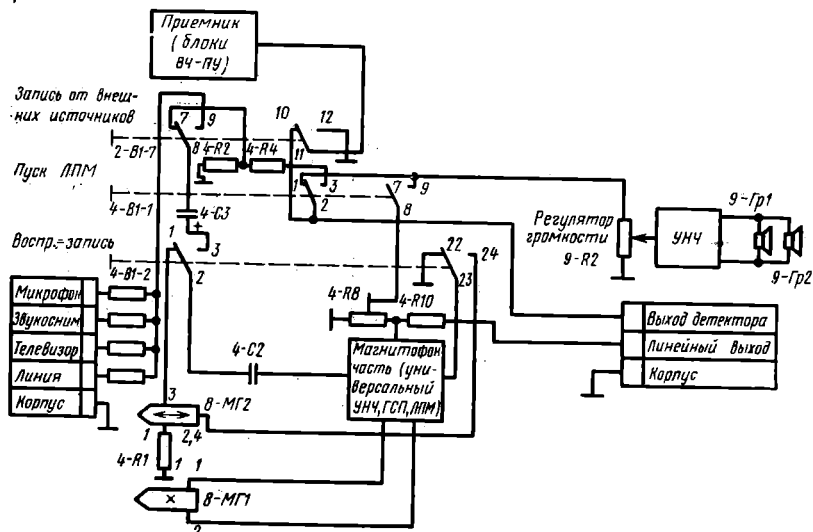 Приемник
(блоки
ВЧ-ПУ)
Запись от внеш-
них источников
7 9
8
10 12
11
2-В1-7
4-R2 4-R4
Пуск ЛПМ
1 3
2
7 9
8
4-В1-1
4-С3
+
Воспр.-запись
1 3
2
22 24
23
4-В1-2
Регулятор
громкости
9-R2
УНЧ
9-Гр1
9-Гр2
Микрофон
Звукосним
Телевизор
Линия
Корпус
4-R8 4-R10
4-С2
Магнитофон
часть (уни-
версальный
УНЧ, ГСП, ЛПМ)
Выход детектора
Линейный Выход
Корпус
3
8-МГ2
1 2,4
4-R1
1 1
8-МГ1
2